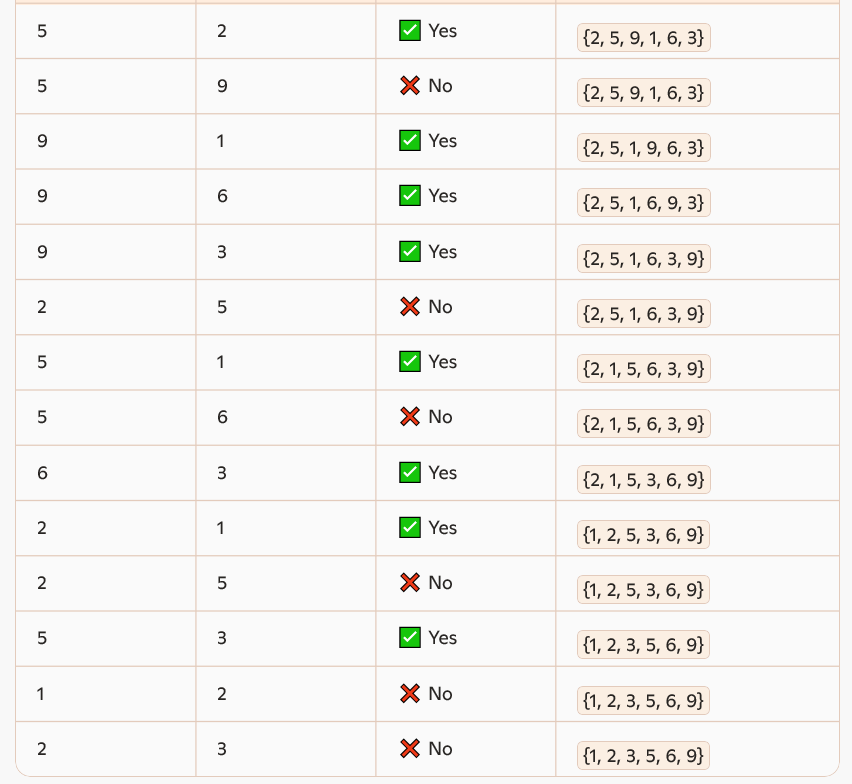 5 2 ✅ Yes {2, 5, 9, 1, 6, 3}
5 9 ❌ No {2, 5, 9, 1, 6, 3}
9 1 ✅ Yes {2, 5, 1, 9, 6, 3}
9 6 ✅ Yes {2, 5, 1, 6, 9, 3}
9 3 ✅ Yes {2, 5, 1, 6, 3, 9}
2 5 ❌ No {2, 5, 1, 6, 3, 9}
5 1 ✅ Yes {2, 1, 5, 6, 3, 9}
5 6 ❌ No {2, 1, 5, 6, 3, 9}
6 3 ✅ Yes {2, 1, 5, 3, 6, 9}
2 1 ✅ Yes {1, 2, 5, 3, 6, 9}
2 5 ❌ No {1, 2, 5, 3, 6, 9}
5 3 ✅ Yes {1, 2, 3, 5, 6, 9}
1 2 ❌ No {1, 2, 3, 5, 6, 9}
2 3 ❌ No {1, 2, 3, 5, 6, 9}